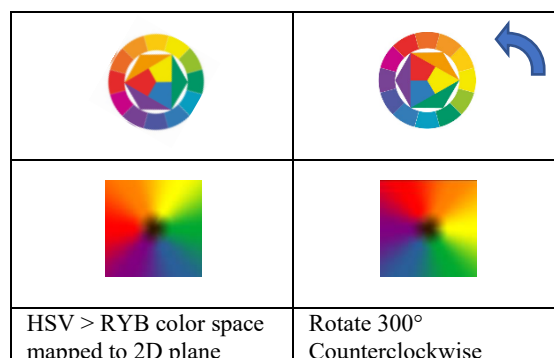 HSV > RYB color space
mapped to 2D plane
Rotate 300°
Counterclockwise